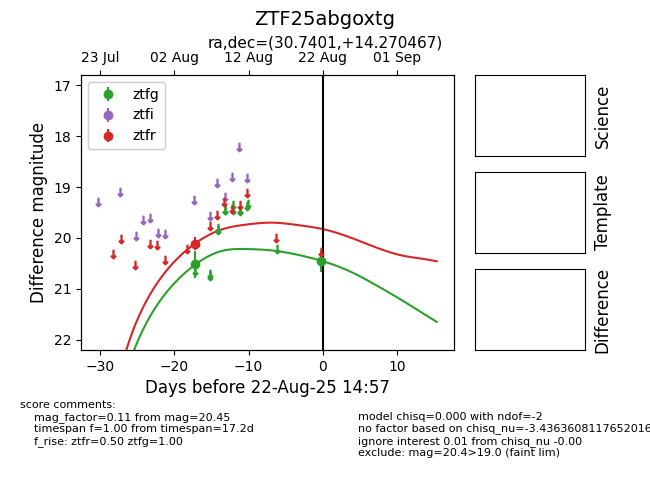 ZTF25abgoxtg
ra,dec=(30.7401,+14.270467)
23 Jul 02 Aug 12 Aug 22 Aug 01 Sep
ztfg
ztfi
ztfr
17
18
19
20
21
22
Difference magnitude
−30 −20 −10 0 10
Days before 22-Aug-25 14:57
Science
Template
Difference
score comments:
mag_factor=0.11 from mag=20.45
timespan f=1.00 from timespan=17.2d
f_rise: ztfr=0.50 ztfg=1.00
model chisq=0.000 with ndof=-2
no factor based on chisq_nu=-3.4363608117652016
ignore interest 0.01 from chisq_nu -0.00
exclude: mag=20.4>19.0 (faint lim)